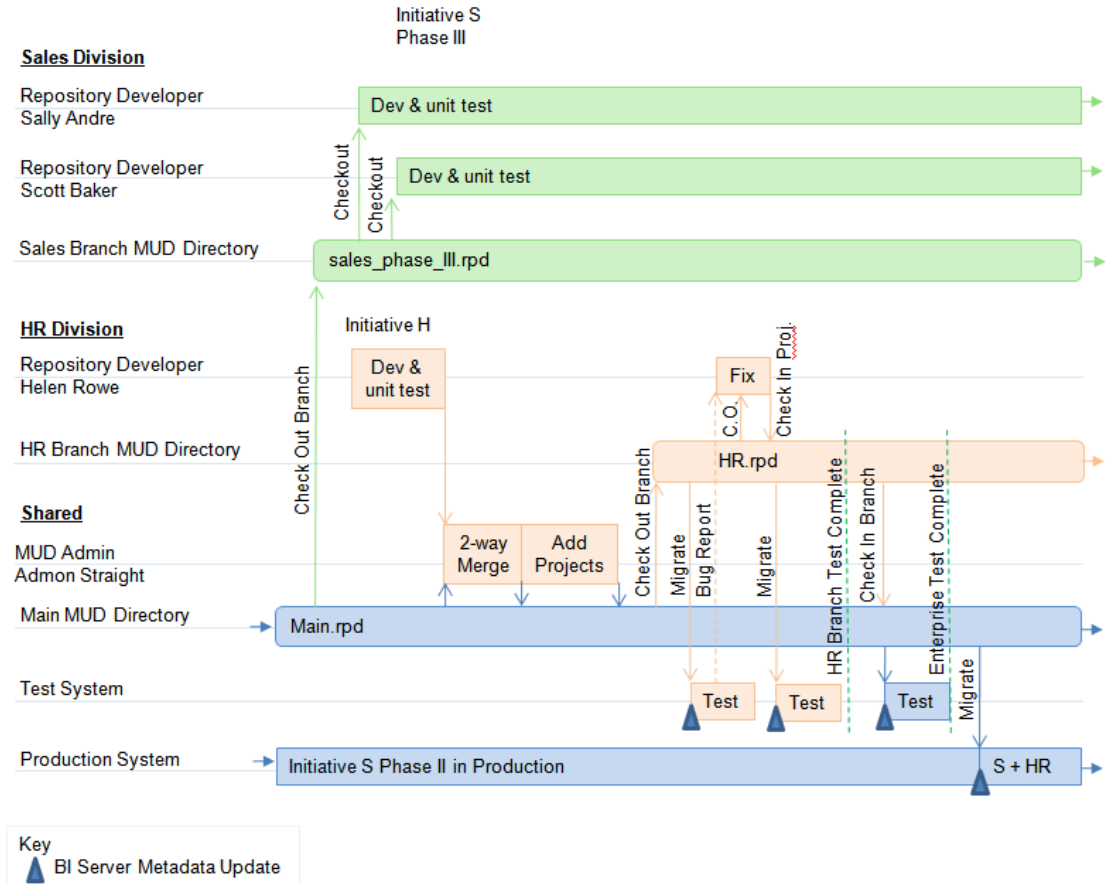 Initiative S
Phase III
Sales Division
Repository Developer
Sally Andre
Dev & unit test
Repository Developer
Scott Baker
Dev & unit test
Checkout
Checkout
Sales Branch MUD Directory
sales_phase_III.rpd
Check Out Branch
HR Division
Initiative H
Repository Developer
Helen Rowe
Dev &
unit test
Fix
C.O.
Check In Proj.
HR Branch MUD Directory
HR.rpd
Shared
MUD Admin
Admon Straight
2-way
Merge
Add
Projects
Check Out Branch
Migrate
Bug Report
Migrate
HR Branch Test Complete
Check In Branch
Enterprise Test Complete
Migrate
Main MUD Directory
Main.rpd
Test System
Test
Test
Test
Production System
Initiative S Phase II in Production
S + HR
Key
BI Server Metadata Update